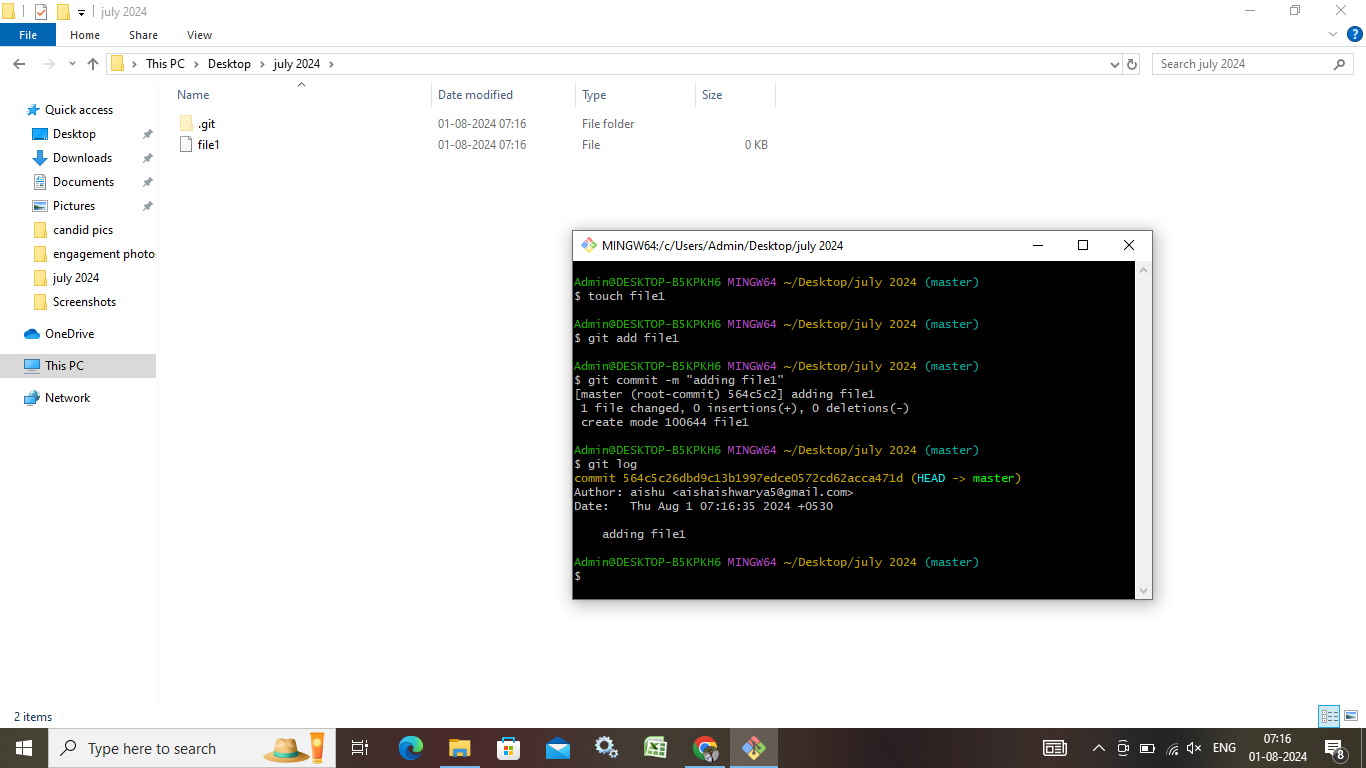 july 2024
File Home Share View
This PC > Desktop > july 2024 >
Search july 2024
Name Date modified Type Size
Quick access
Desktop
Downloads
Documents
Pictures
candid pics
engagement photo
july 2024
Screenshots
OneDrive
This PC
Network
.git 01-08-2024 07:16 File folder
file1 01-08-2024 07:16 File 0 KB
MINGW64:/c/Users/Admin/Desktop/july 2024
Admin@DESKTOP-B5KPKH6 MINGW64 ~/Desktop/july 2024 (master)
$ touch file1
Admin@DESKTOP-B5KPKH6 MINGW64 ~/Desktop/july 2024 (master)
$ git add file1
Admin@DESKTOP-B5KPKH6 MINGW64 ~/Desktop/july 2024 (master)
$ git commit -m "adding file1"
[master (root-commit) 564c5c2] adding file1
1 file changed, 0 insertions(+), 0 deletions(-)
create mode 100644 file1
Admin@DESKTOP-B5KPKH6 MINGW64 ~/Desktop/july 2024 (master)
$ git log
commit 564c5c26dbd9c13b1997edce0572cd62acca471d (HEAD -> master)
Author: aishu <aishaishwarya5@gmail.com>
Date: Thu Aug 1 07:16:35 2024 +0530
adding file1
Admin@DESKTOP-B5KPKH6 MINGW64 ~/Desktop/july 2024 (master)
$
2 items
Type here to search
ENG
07:16
01-08-2024
8